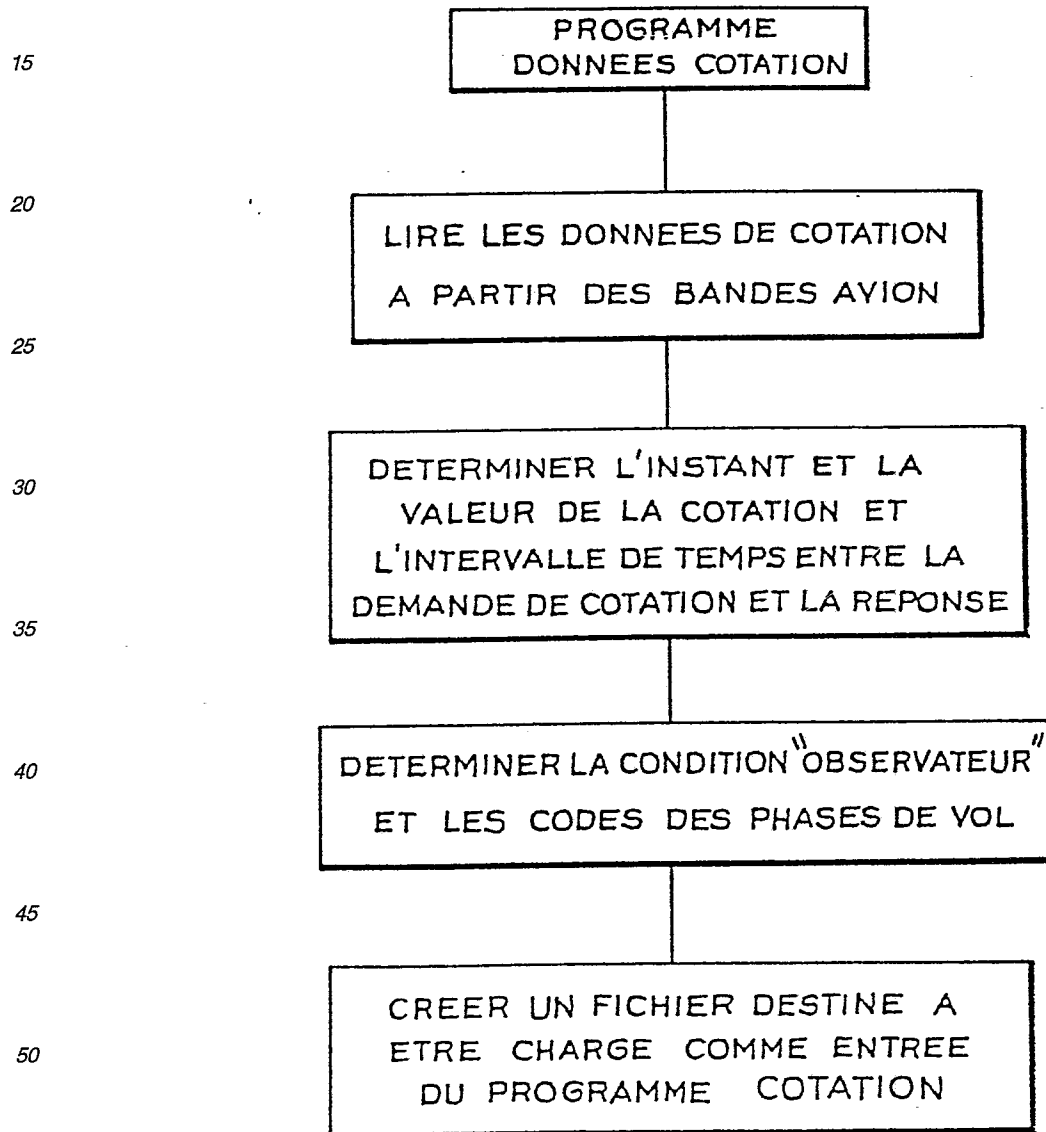 PROGRAMME
15
DONNEES COTATION
20
LIRE LES DONNEES DE COTATION
A PARTIR DES BANDES AVION
25
DETERMINER L'INSTANT ET LA
30
VALEUR DE LA COTATION ET
L'INTERVALLE DE TEMPS ENTRE LA
DEMANDE DE COTATION ET LA REPONSE
35
DETERMINER LA CONDITION "OBSERVATEUR"
40
ET LES CODES DES PHASES DE VOL
45
CREER UN FICHIER DESTINE A
ETRE CHARGE COMME ENTREE
50
DU PROGRAMME COTATION